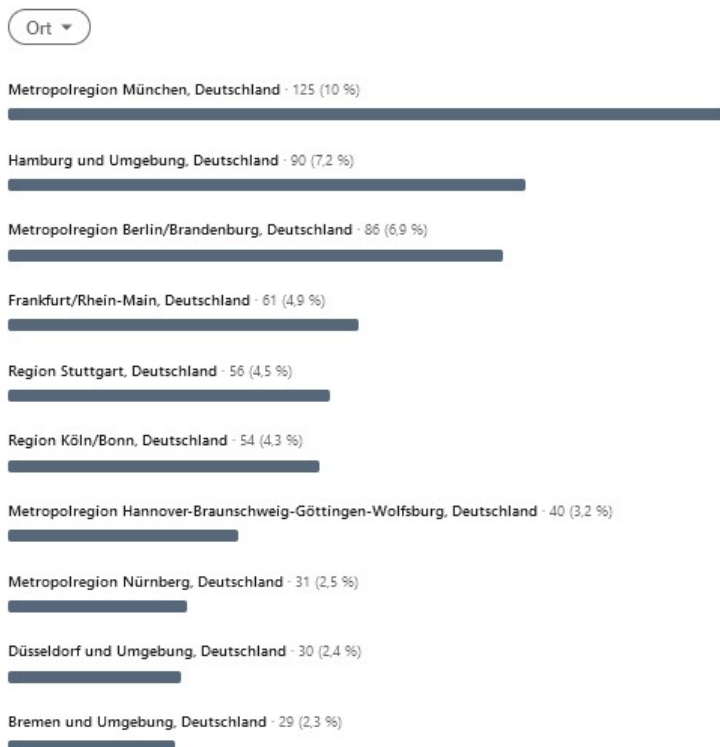 Ort
Metropolregion München, Deutschland · 125 (10 %)
Hamburg und Umgebung, Deutschland · 90 (7,2 %)
Metropolregion Berlin/Brandenburg, Deutschland · 86 (6,9 %)
Frankfurt/Rhein-Main, Deutschland · 61 (4,9 %)
Region Stuttgart, Deutschland · 56 (4,5 %)
Region Köln/Bonn, Deutschland · 54 (4,3 %)
Metropolregion Hannover-Braunschweig-Göttingen-Wolfsburg, Deutschland · 40 (3,2 %)
Metropolregion Nürnberg, Deutschland · 31 (2,5 %)
Düsseldorf und Umgebung, Deutschland · 30 (2,4 %)
Bremen und Umgebung, Deutschland · 29 (2,3 %)